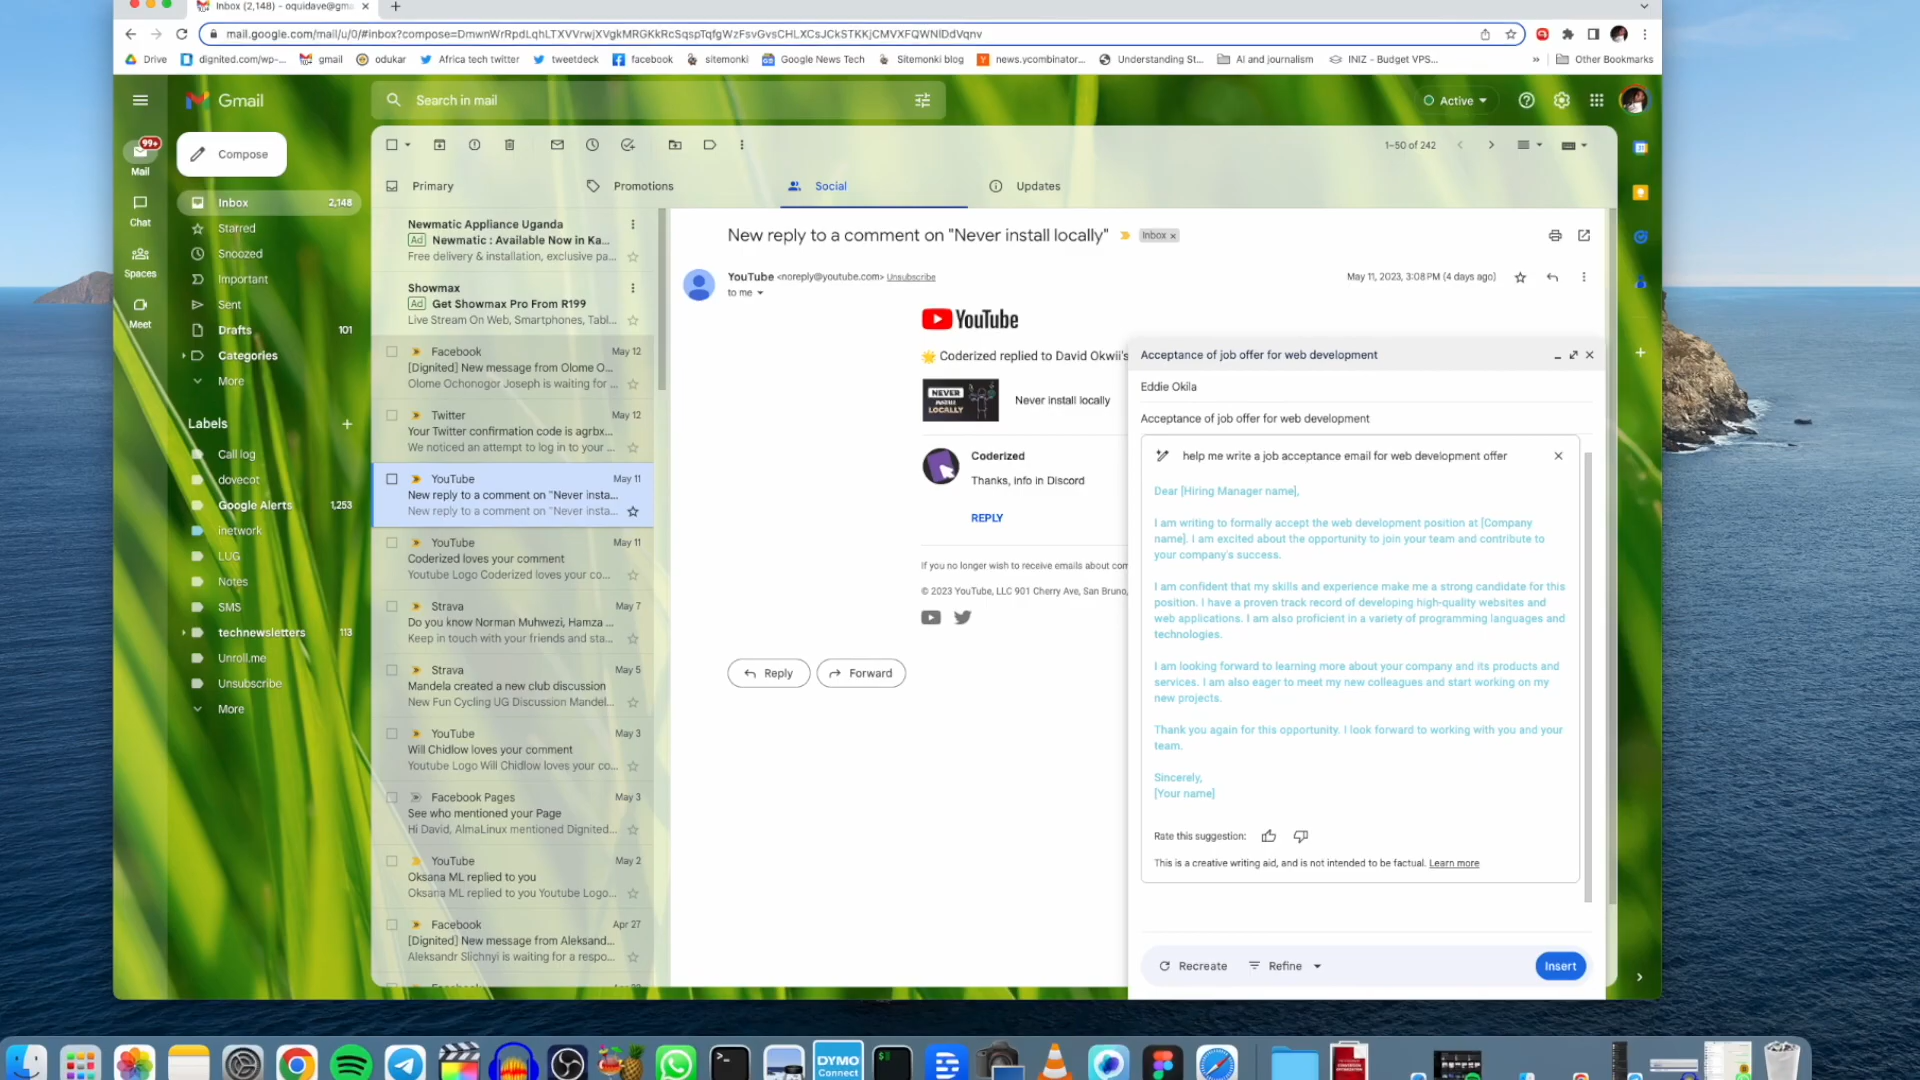 Inbox (2,148) - oquidave@gma
mail.google.com/mail/u/0/#inbox?compose=DmwnWrRpdLqhLTXVVrwjXVgkMRGKkRcSqspTqfgWzFsvGvsCHLXCsJCkSTKKjCMVXFQWNlDdVqnv
Drive dignited.com/wp-... gmail odukar Africa tech twitter tweetdeck facebook sitemonki Google News Tech Sitemonki blog news.ycombinator... Understanding St... AI and journalism INIZ - Budget VPS... » Other Bookmarks
Gmail
Search in mail
Active
99+
Mail
Chat
Spaces
Meet
Compose
Inbox 2,148
Starred
Snoozed
Important
Sent
Drafts 101
Categories
More
Labels
Call log
dovecot
Google Alerts 1,253
inetwork
LUG
Notes
SMS
technewsletters 113
Unroll.me
Unsubscribe
More
1–50 of 242
Primary Promotions Social Updates
Newmatic Appliance Uganda
Ad Newmatic : Available Now in Ka...
Free delivery & installation, exclusive pa...
Showmax
Ad Get Showmax Pro From R199
Live Stream On Web, Smartphones, Tabl...
Facebook May 12
[Dignited] New message from Olome O...
Olome Ochonogor Joseph is waiting for ...
Twitter May 12
Your Twitter confirmation code is agrbx...
We noticed an attempt to log in to your ...
YouTube May 11
New reply to a comment on "Never insta...
New reply to a comment on "Never insta...
YouTube May 11
Coderized loves your comment
Youtube Logo Coderized loves your co...
Strava May 7
Do you know Norman Muhwezi, Hamza ...
Keep in touch with your friends and sta...
Strava May 5
Mandela created a new club discussion
New Fun Cycling UG Discussion Mandel...
YouTube May 3
Will Chidlow loves your comment
Youtube Logo Will Chidlow loves your co...
Facebook Pages May 3
See who mentioned your Page
Hi David, AlmaLinux mentioned Dignited...
YouTube May 2
Oksana ML replied to you
Oksana ML replied to you Youtube Logo...
Facebook Apr 27
[Dignited] New message from Aleksand...
Aleksandr Slichnyi is waiting for a respo...
New reply to a comment on "Never install locally" Inbox x
YouTube <noreply@youtube.com> Unsubscribe
to me
May 11, 2023, 3:08 PM (4 days ago)
YouTube
Coderized replied to David Okwii's
NEVER
INSTALL
LOCALLY
Never install locally
Coderized
Thanks, info in Discord
REPLY
If you no longer wish to receive emails about com
© 2023 YouTube, LLC 901 Cherry Ave, San Bruno,
Reply Forward
Acceptance of job offer for web development
Eddie Okila
Acceptance of job offer for web development
help me write a job acceptance email for web development offer
Dear [Hiring Manager name],
I am writing to formally accept the web development position at [Company
name]. I am excited about the opportunity to join your team and contribute to
your company's success.
I am confident that my skills and experience make me a strong candidate for this
position. I have a proven track record of developing high-quality websites and
web applications. I am also proficient in a variety of programming languages and
technologies.
I am looking forward to learning more about your company and its products and
services. I am also eager to meet my new colleagues and start working on my
new projects.
Thank you again for this opportunity. I look forward to working with you and your
team.
Sincerely,
[Your name]
Rate this suggestion:
This is a creative writing aid, and is not intended to be factual. Learn more
Recreate Refine Insert
DYMO
Connect